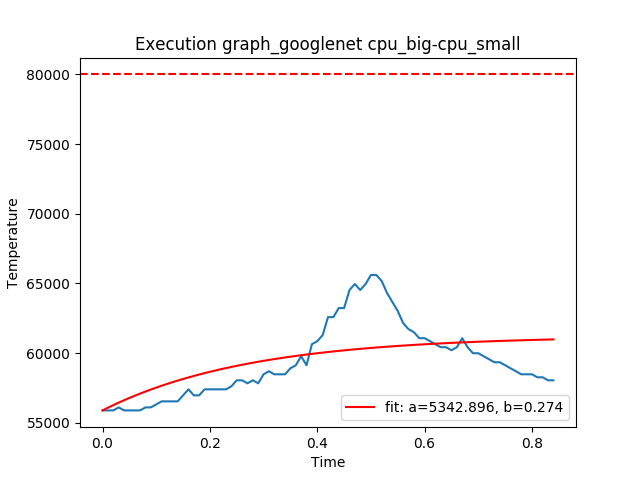 Execution graph_googlenet cpu_big-cpu_small
80000
75000
70000
65000
60000
55000
Temperature
fit: a=5342.896, b=0.274
0.0 0.2 0.4 0.6 0.8
Time